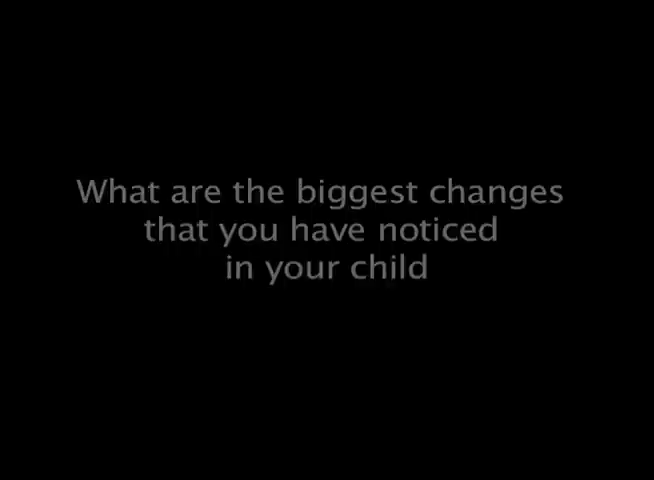 What are the biggest changes
that you have noticed
in your child